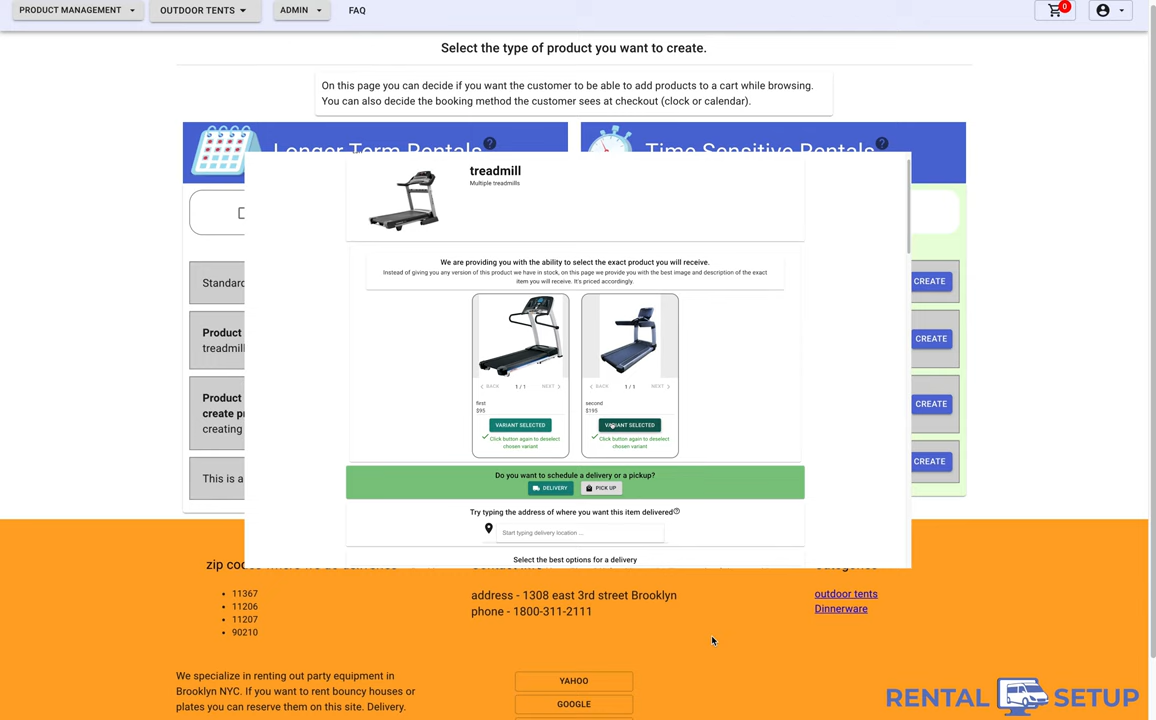 PRODUCT MANAGEMENT
OUTDOOR TENTS
ADMIN
FAQ
0
Select the type of product you want to create.
On this page you can decide if you want the customer to be able to add products to a cart while browsing.
You can also decide the booking method the customer sees at checkout (clock or calendar).
Longer Term Rentals
Time Sensitive Rentals
treadmill
Multiple treadmills
We are providing you with the ability to select the exact product you will receive.
Instead of giving you any version of this product we have in stock, on this page we provide you with the best image and description of the exact
item you will receive. It's priced accordingly.
BACK 1 / 1 NEXT
first
$95
VARIANT SELECTED
Click button again to deselect
chosen variant
BACK 1 / 1 NEXT
second
$195
VARIANT SELECTED
Click button again to deselect
chosen variant
Do you want to schedule a delivery or a pickup?
DELIVERY
PICK UP
Try typing the address of where you want this item delivered
Start typing delivery location ...
Select the best options for a delivery
Standard
Product
treadmill
Product
create
creating
This is a
CREATE
CREATE
CREATE
CREATE
11367
11206
11207
90210
address - 1308 east 3rd street Brooklyn
phone - 1800-311-2111
outdoor tents
Dinnerware
We specialize in renting out party equipment in
Brooklyn NYC. If you want to rent bouncy houses or
plates you can reserve them on this site. Delivery.
YAHOO
GOOGLE
RENTAL SETUP